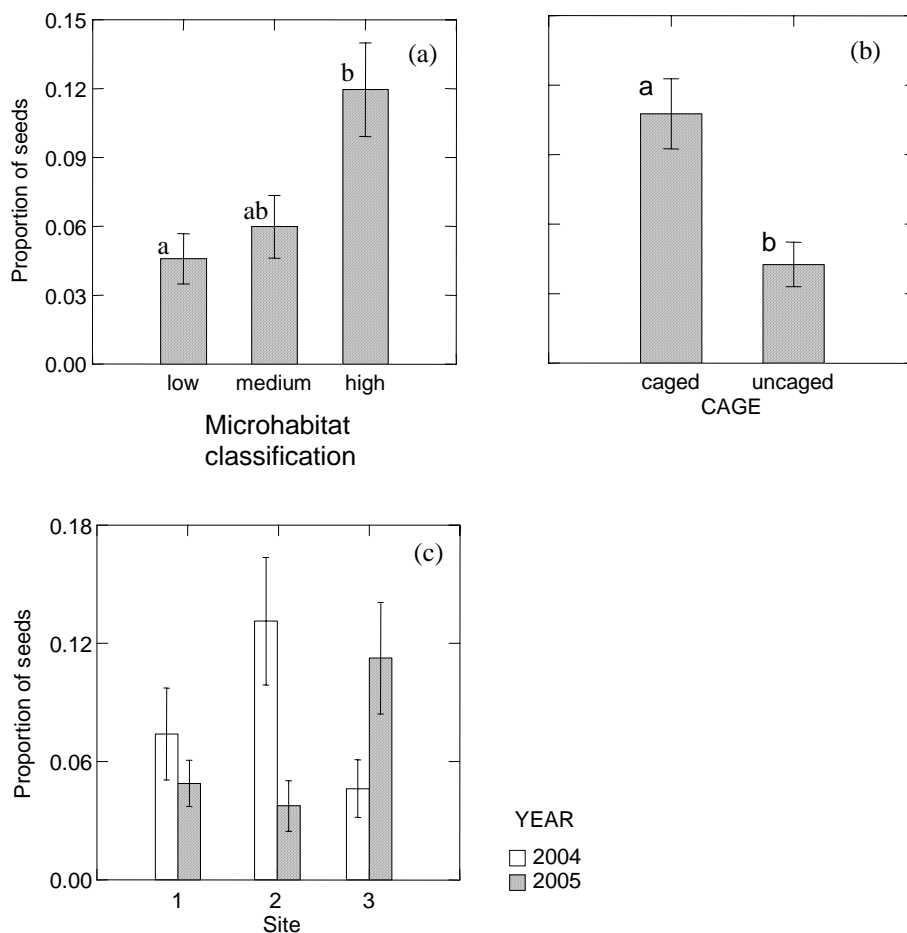 0.15
0.12
0.09
0.06
0.03
0.00
Proportion of seeds
(a)
a
ab
b
low medium high
Microhabitat
classification
(b)
a
b
caged uncaged
CAGE
0.18
0.12
0.06
0.00
Proportion of seeds
(c)
1 2 3
Site
YEAR
2004
2005